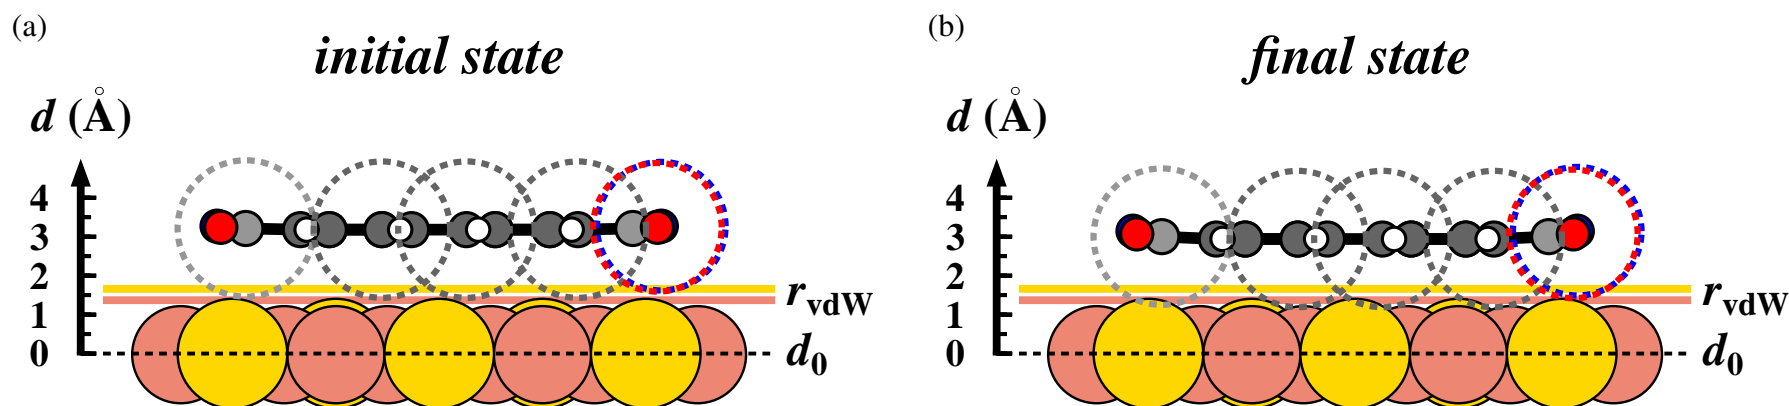 (a)
initial state
d (Å)
4
3
2
1
0
r_vdW
d_0
(b)
final state
d (Å)
4
3
2
1
0
r_vdW
d_0